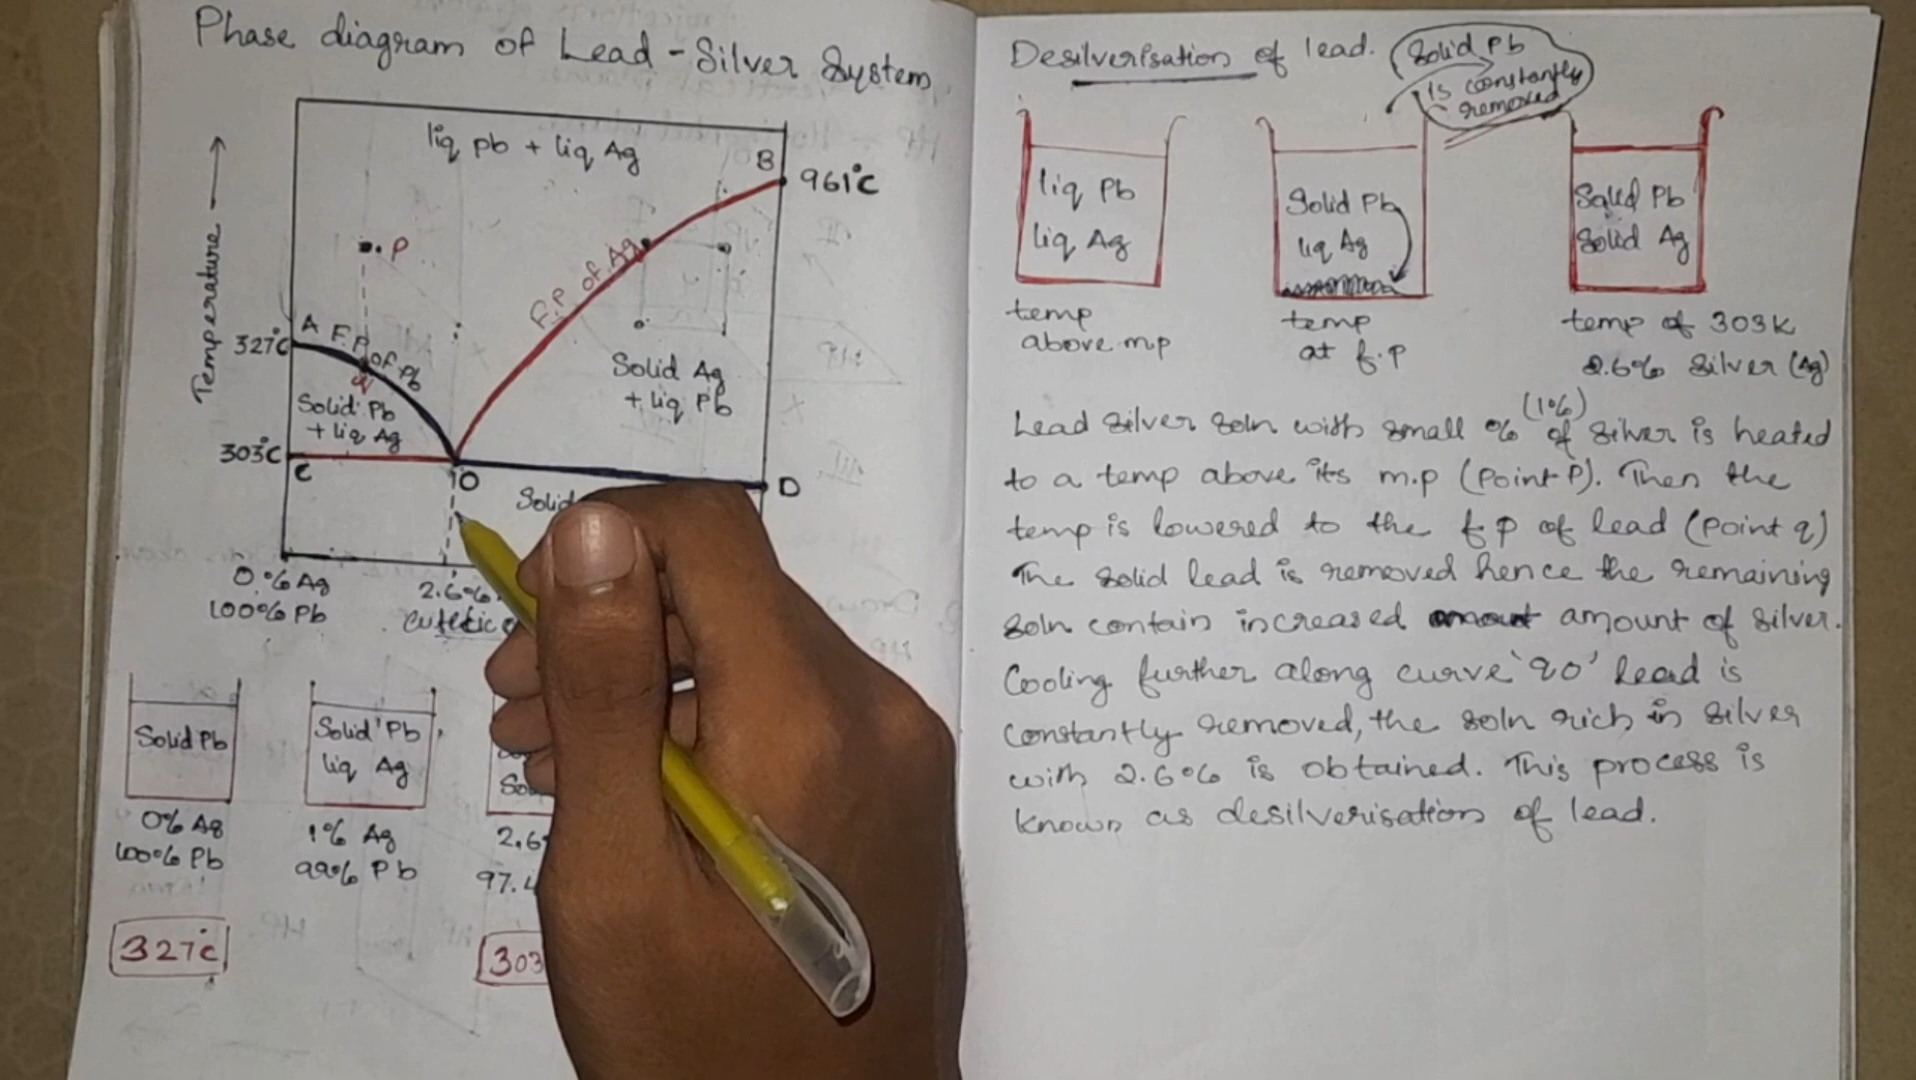 Phase diagram of Lead - Silver System
liq Pb + liq Ag
B
961°C
P
F.P of Ag
Temperature
327°C
A
F.P of Pb
q
Solid Pb
+ liq Ag
Solid Ag
+ liq Pb
303°C
C
O
D
Solid
0% Ag
100% Pb
2.6%
Eutectic
Solid Pb
Solid Pb
liq Ag
0% Ag
100% Pb
1% Ag
99% Pb
2.6
97.4
327°C
303
Desilverisation of lead.
Solid Pb
is constantly
removed
liq Pb
liq Ag
temp
above m.p
Solid Pb
liq Ag
temp
at f.p
Solid Pb
Solid Ag
temp of 303K
2.6% Silver (Ag)
Lead silver soln with small % (1%) of silver is heated
to a temp above its m.p (Point P). Then the
temp is lowered to the f p of lead (point q)
The solid lead is removed hence the remaining
soln contain increased amount of silver.
Cooling further along curve 'qo' lead is
constantly removed, the soln rich in silver
with 2.6% is obtained. This process is
known as desilverisation of lead.